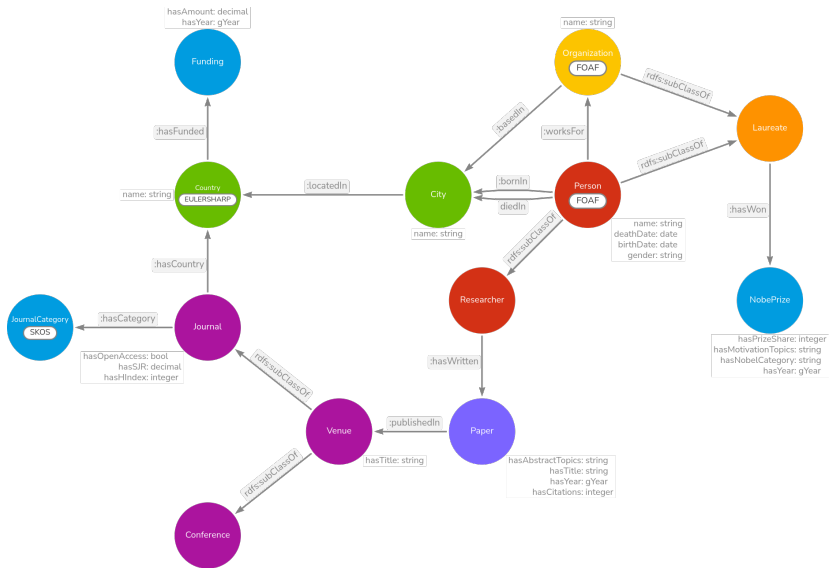 hasAmount: decimal
hasYear: gYear
Funding
name: string
Organization
FOAF
rdfs:subClassOf
:basedIn
:worksFor
:hasFunded
Laureate
rdfs:subClassOf
:locatedIn
:bornIn
diedIn
Country
EULERSHARP
name: string
City
name: string
Person
FOAF
name: string
deathDate: date
birthDate: date
gender: string
:hasWon
rdfs:subClassOf
:hasCountry
Researcher
NobePrize
hasPrizeShare: integer
hasMotivationTopics: string
hasNobelCategory: string
hasYear: gYear
JournalCategory
SKOS
:hasCategory
Journal
hasOpenAccess: bool
hasSJR: decimal
hasHIndex: integer
:hasWritten
rdfs:subClassOf
Venue
hasTitle: string
:publishedIn
Paper
hasAbstractTopics: string
hasTitle: string
hasYear: gYear
hasCitations: integer
rdfs:subClassOf
Conference